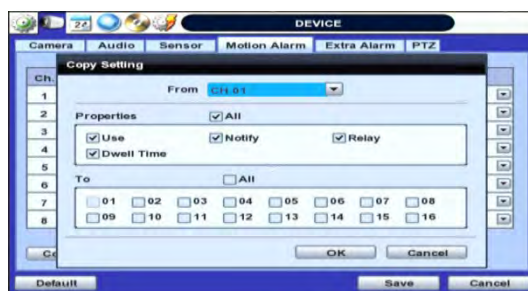 DEVICE
Camera Audio Sensor Motion Alarm Extra Alarm PTZ
Copy Setting
Ch.
From CH.01
1
2
Properties All
3
Use Notify Relay
4
Dwell Time
5
6
To All
7
01 02 03 04 05 06 07 08
8
09 10 11 12 13 14 15 16
OK Cancel
Default Save Cancel